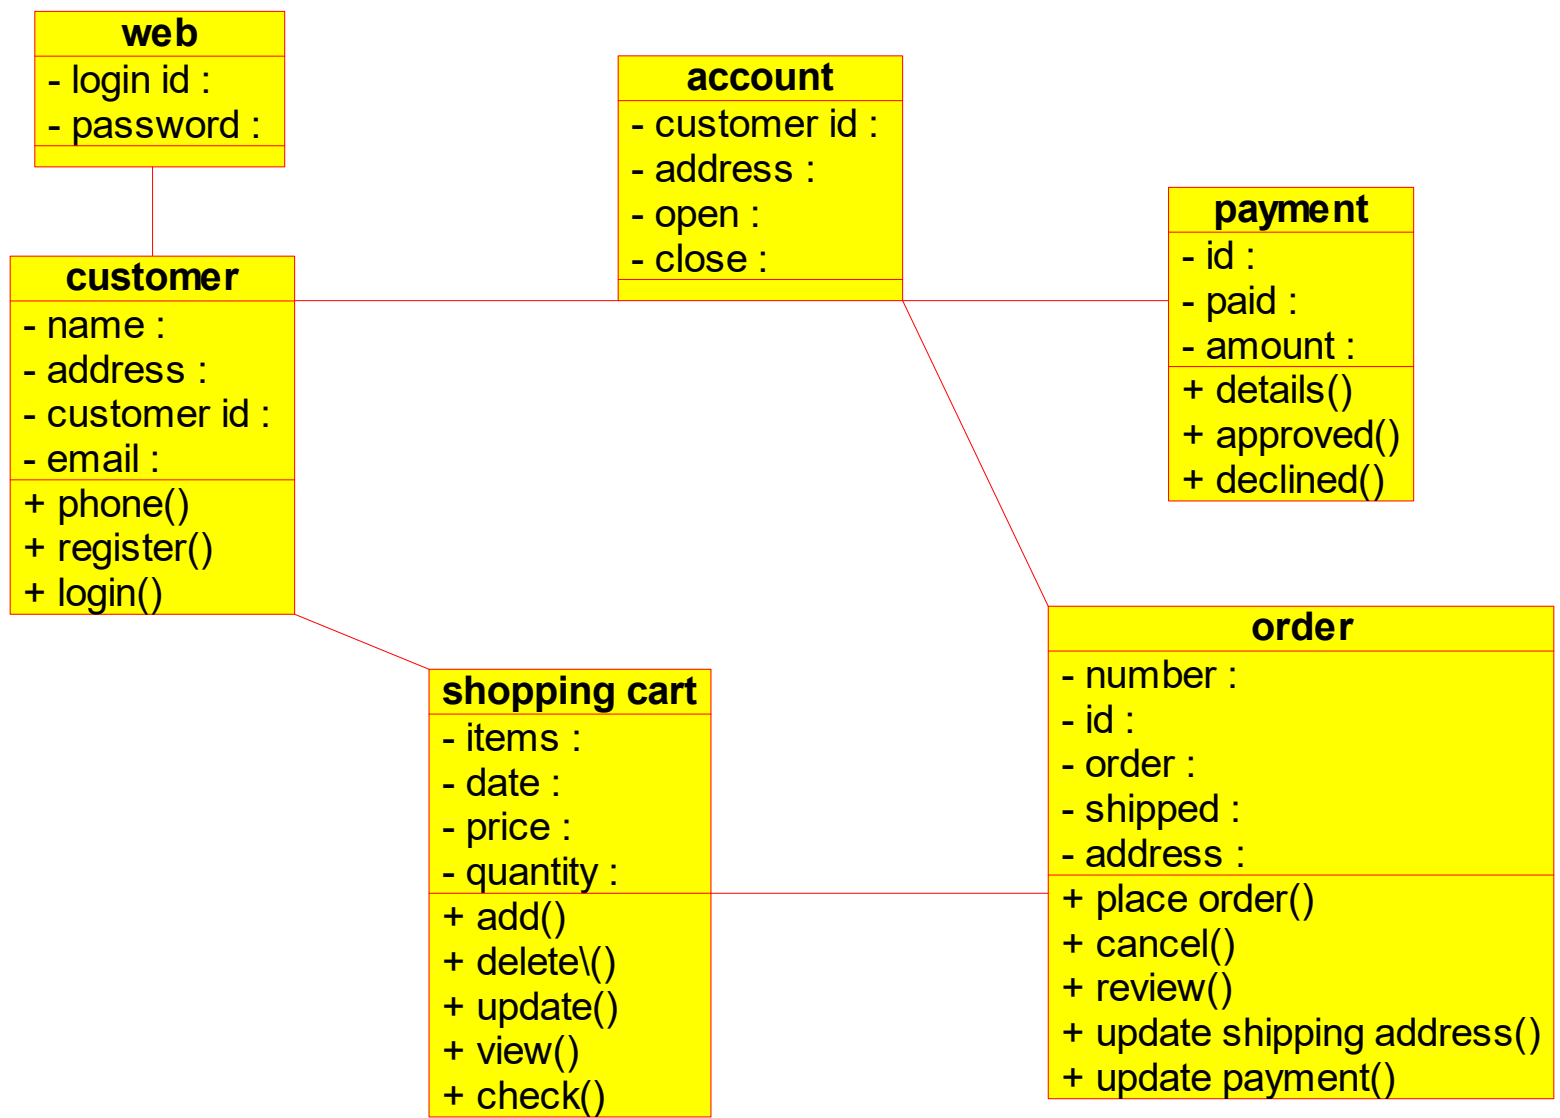 web
- login id :
- password :
account
- customer id :
- address :
- open :
- close :
payment
- id :
- paid :
- amount :
+ details()
+ approved()
+ declined()
customer
- name :
- address :
- customer id :
- email :
+ phone()
+ register()
+ login()
shopping cart
- items :
- date :
- price :
- quantity :
+ add()
+ delete\()
+ update()
+ view()
+ check()
order
- number :
- id :
- order :
- shipped :
- address :
+ place order()
+ cancel()
+ review()
+ update shipping address()
+ update payment()